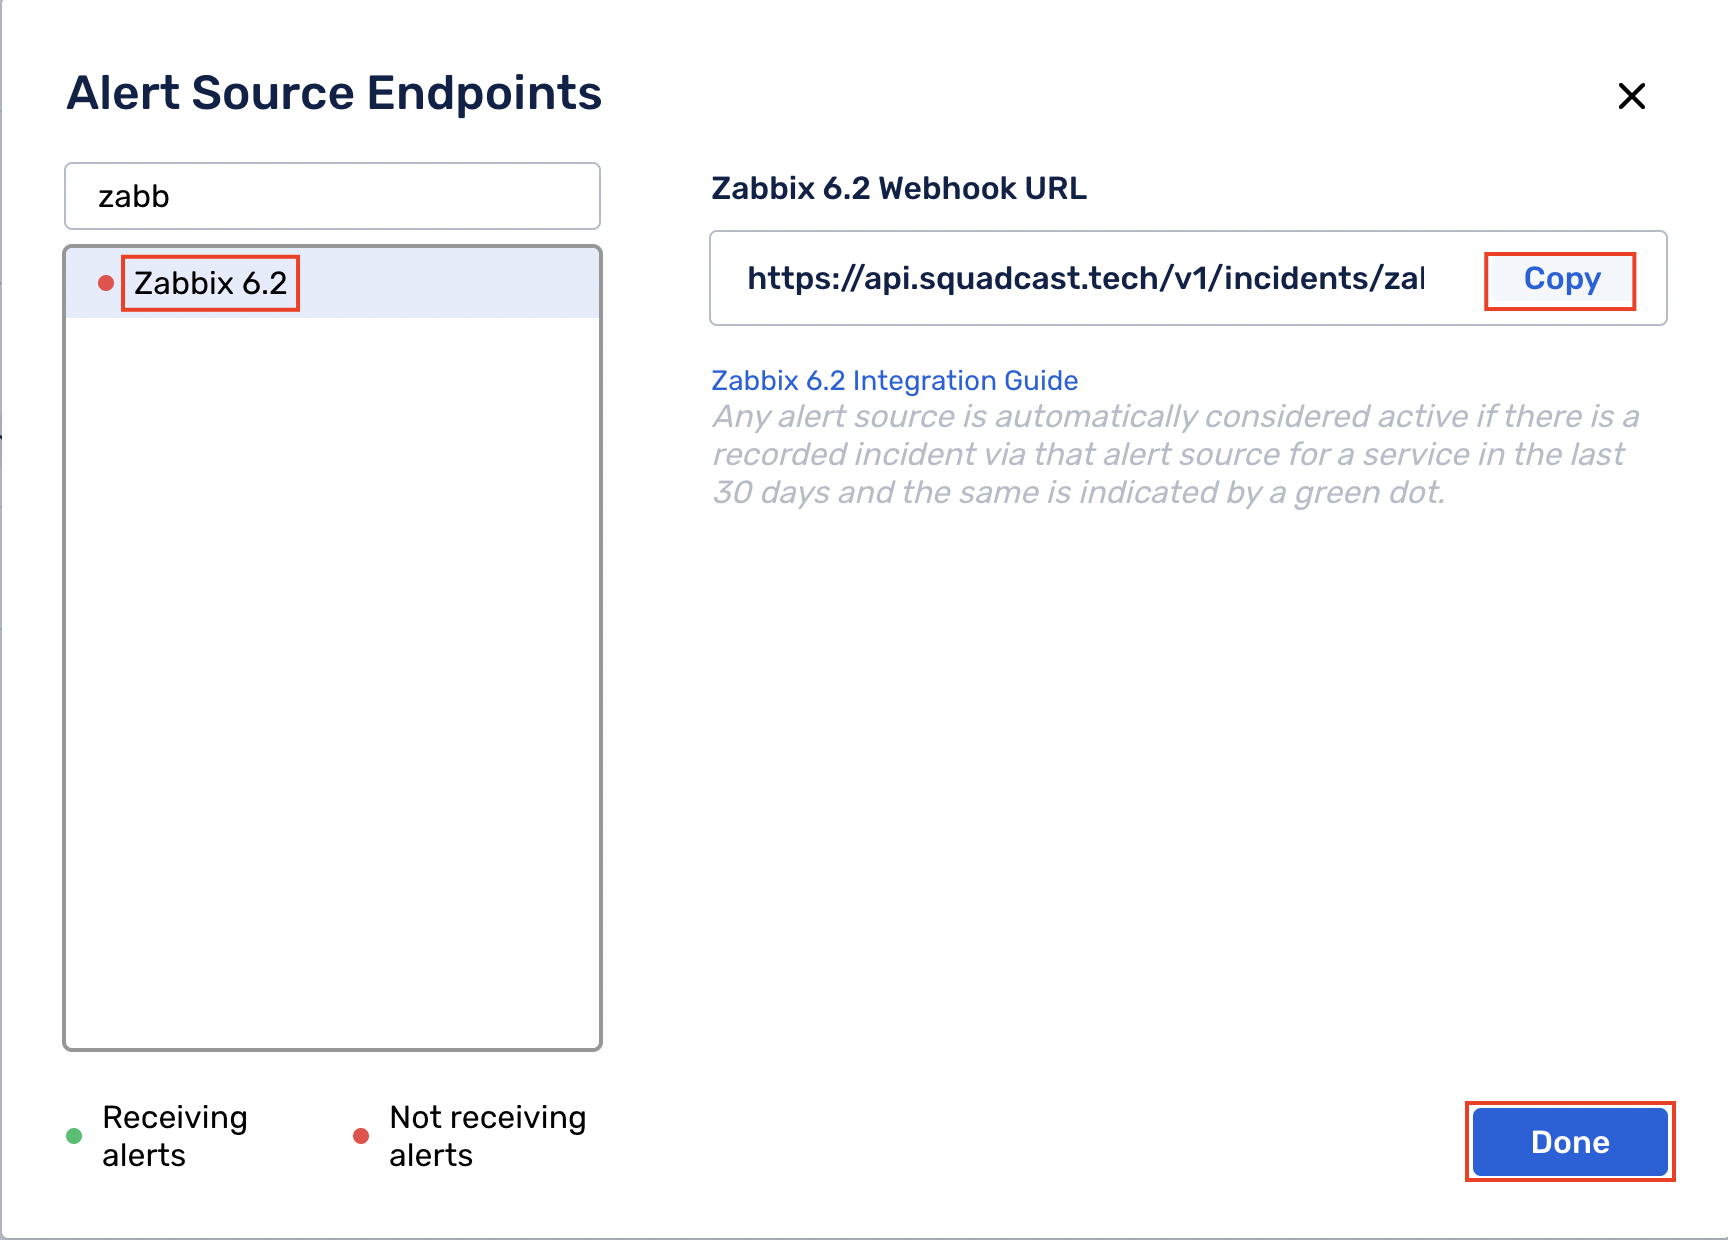 Alert Source Endpoints
zabb
Zabbix 6.2
Zabbix 6.2 Webhook URL
https://api.squadcast.tech/v1/incidents/zal
Copy
Zabbix 6.2 Integration Guide
Any alert source is automatically considered active if there is a
recorded incident via that alert source for a service in the last
30 days and the same is indicated by a green dot.
Receiving
alerts
Not receiving
alerts
Done